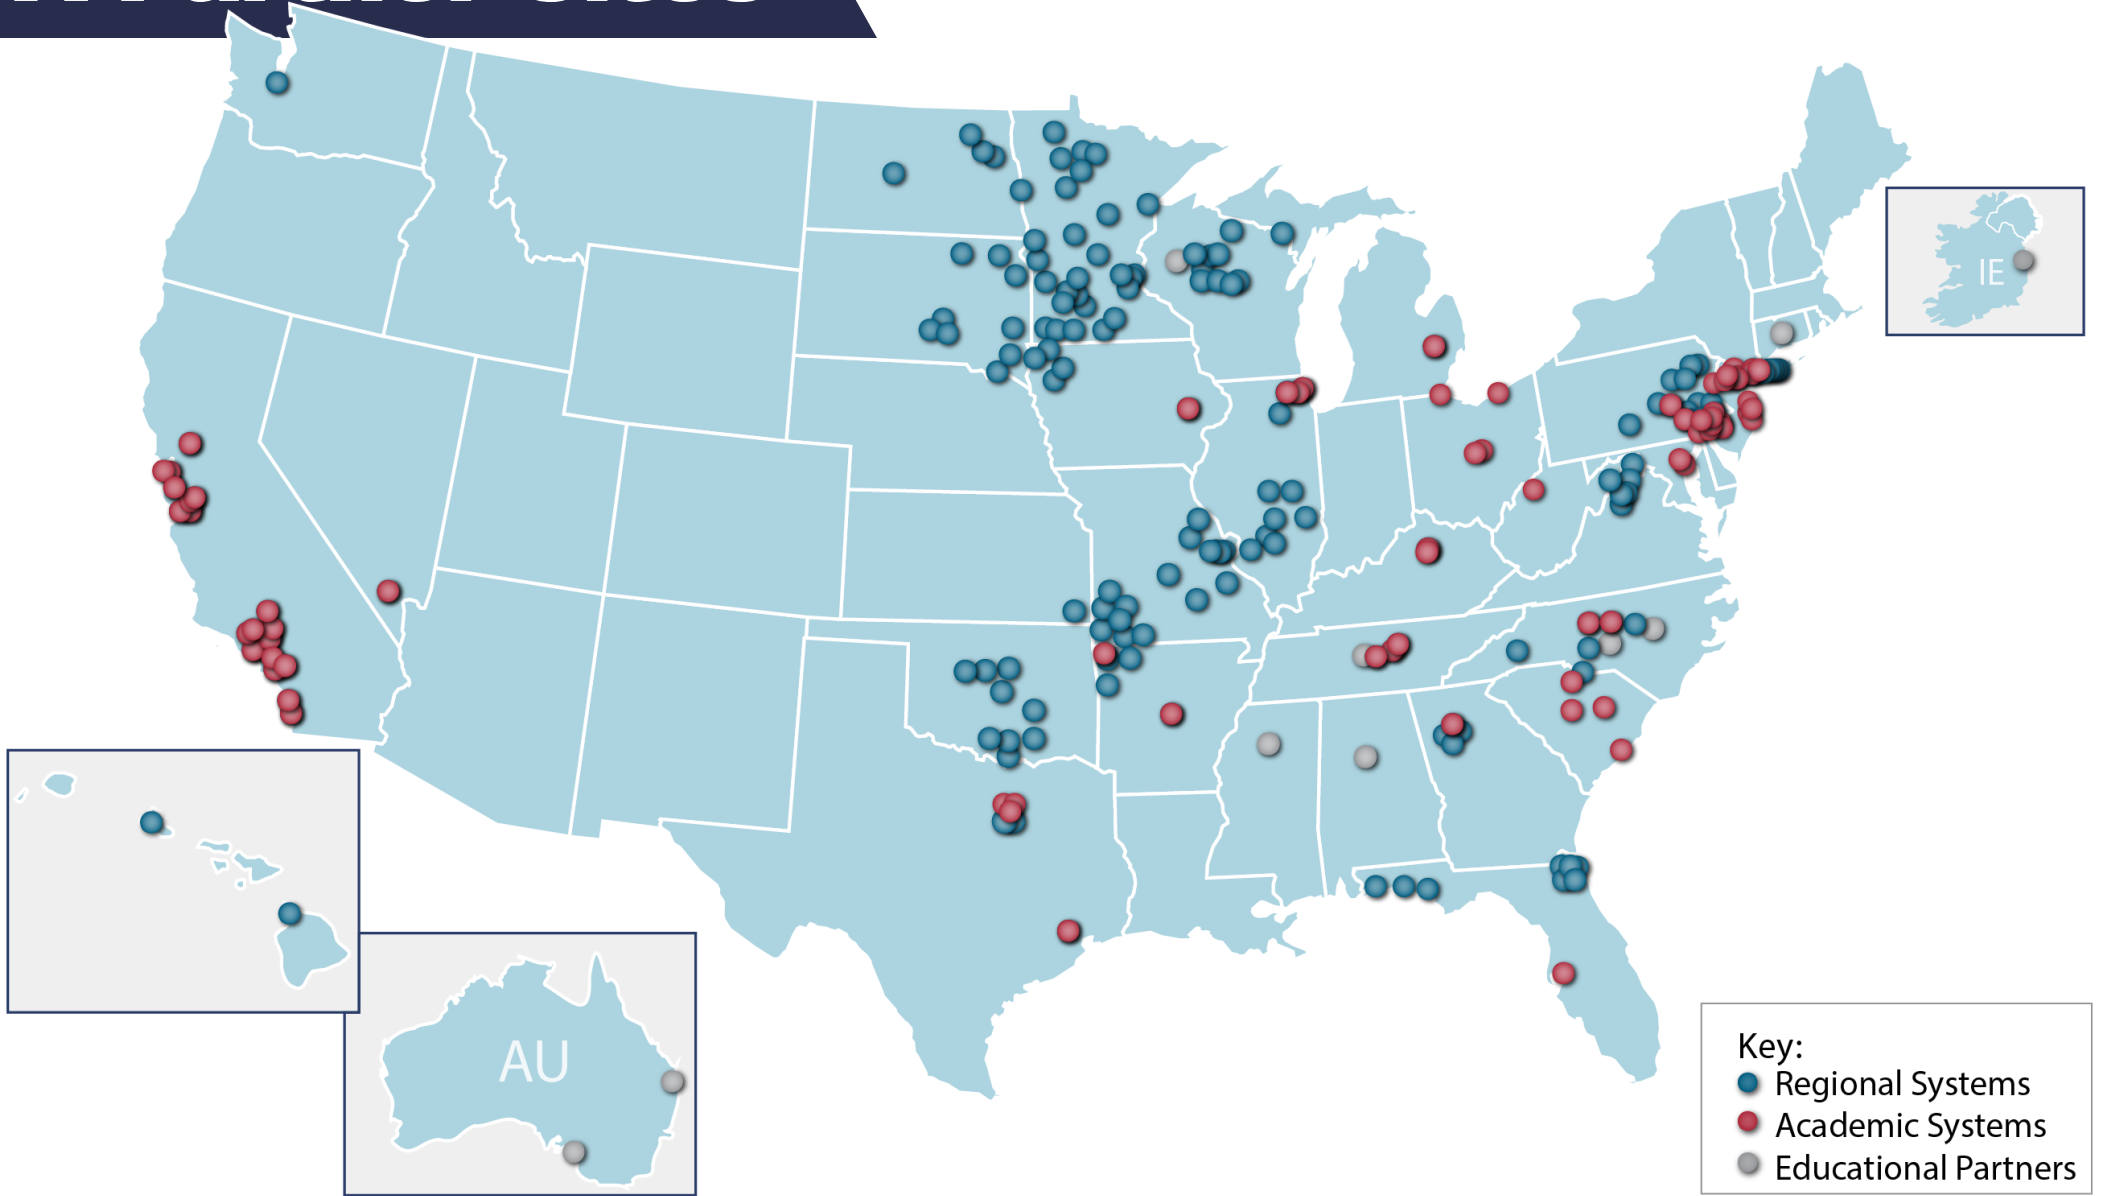 IE
AU
Key:
Regional Systems
Academic Systems
Educational Partners